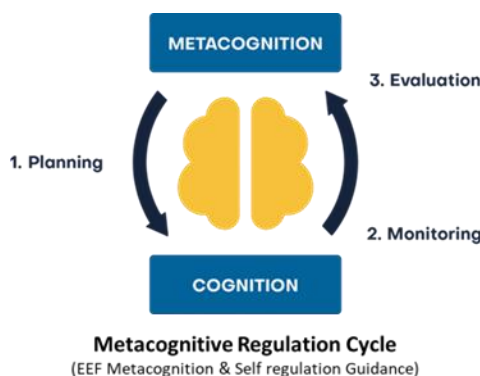 METACOGNITION
3. Evaluation
1. Planning
2. Monitoring
COGNITION
Metacognitive Regulation Cycle
(EEF Metacognition & Self regulation Guidance)